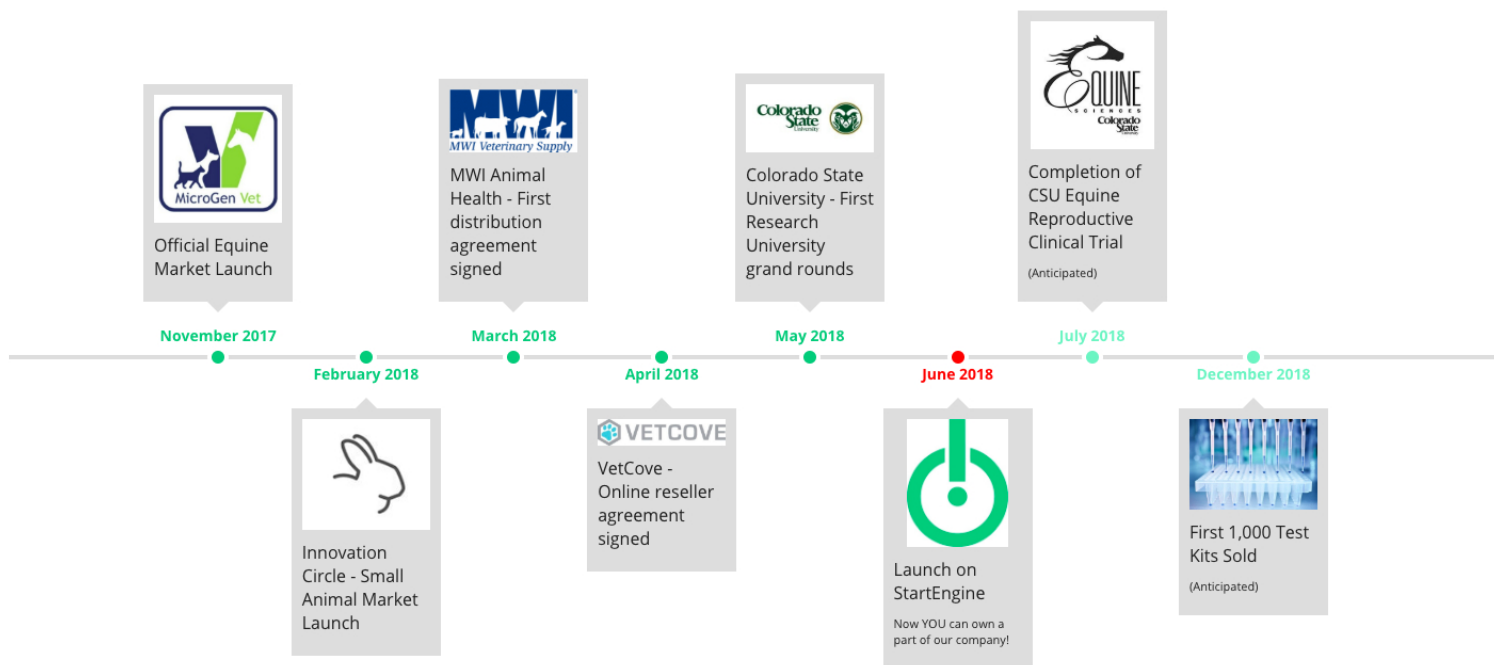 MicroGen Vet
Official Equine
Market Launch
November 2017
February 2018
Innovation
Circle - Small
Animal Market
Launch
MWI
MWI Veterinary Supply
MWI Animal
Health - First
distribution
agreement
signed
March 2018
April 2018
VETCOVE
VetCove -
Online reseller
agreement
signed
Colorado
State
University
Colorado State
University - First
Research
University
grand rounds
May 2018
June 2018
Launch on
StartEngine
Now YOU can own a
part of our company!
EQUINE
SCIENCES
Colorado
State
University
Completion of
CSU Equine
Reproductive
Clinical Trial
(Anticipated)
July 2018
December 2018
First 1,000 Test
Kits Sold
(Anticipated)